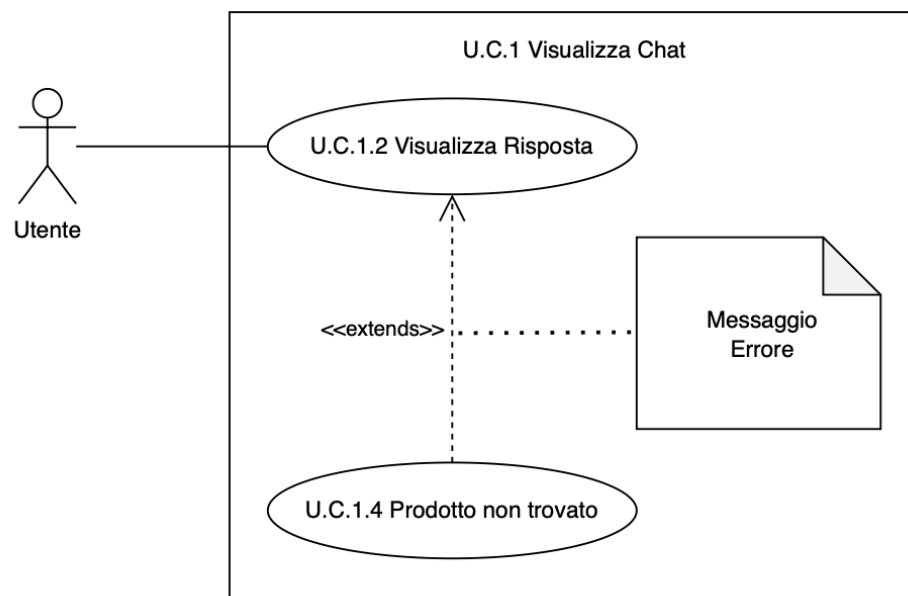 U.C.1 Visualizza Chat
U.C.1.2 Visualizza Risposta
Utente
<<extends>>
Messaggio
Errore
U.C.1.4 Prodotto non trovato